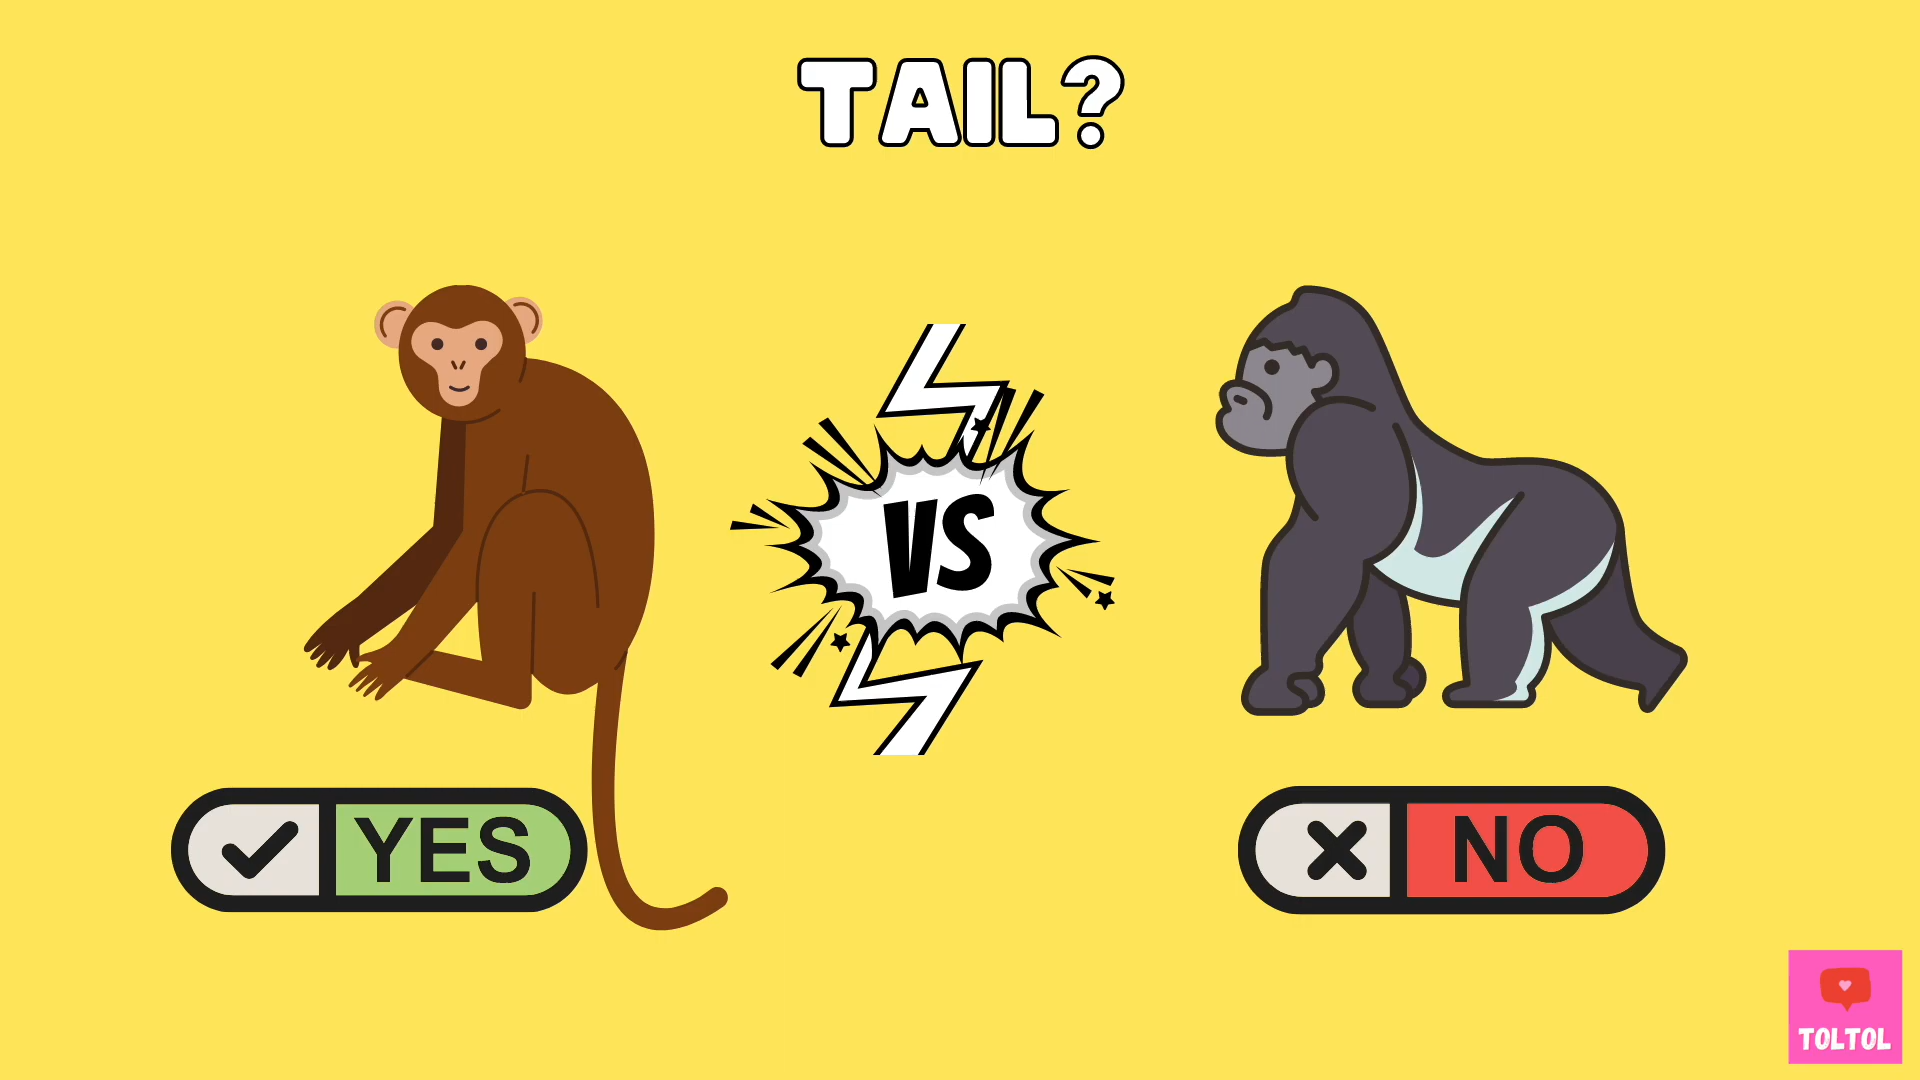 TAIL?
VS
YES
NO
TOLTOL